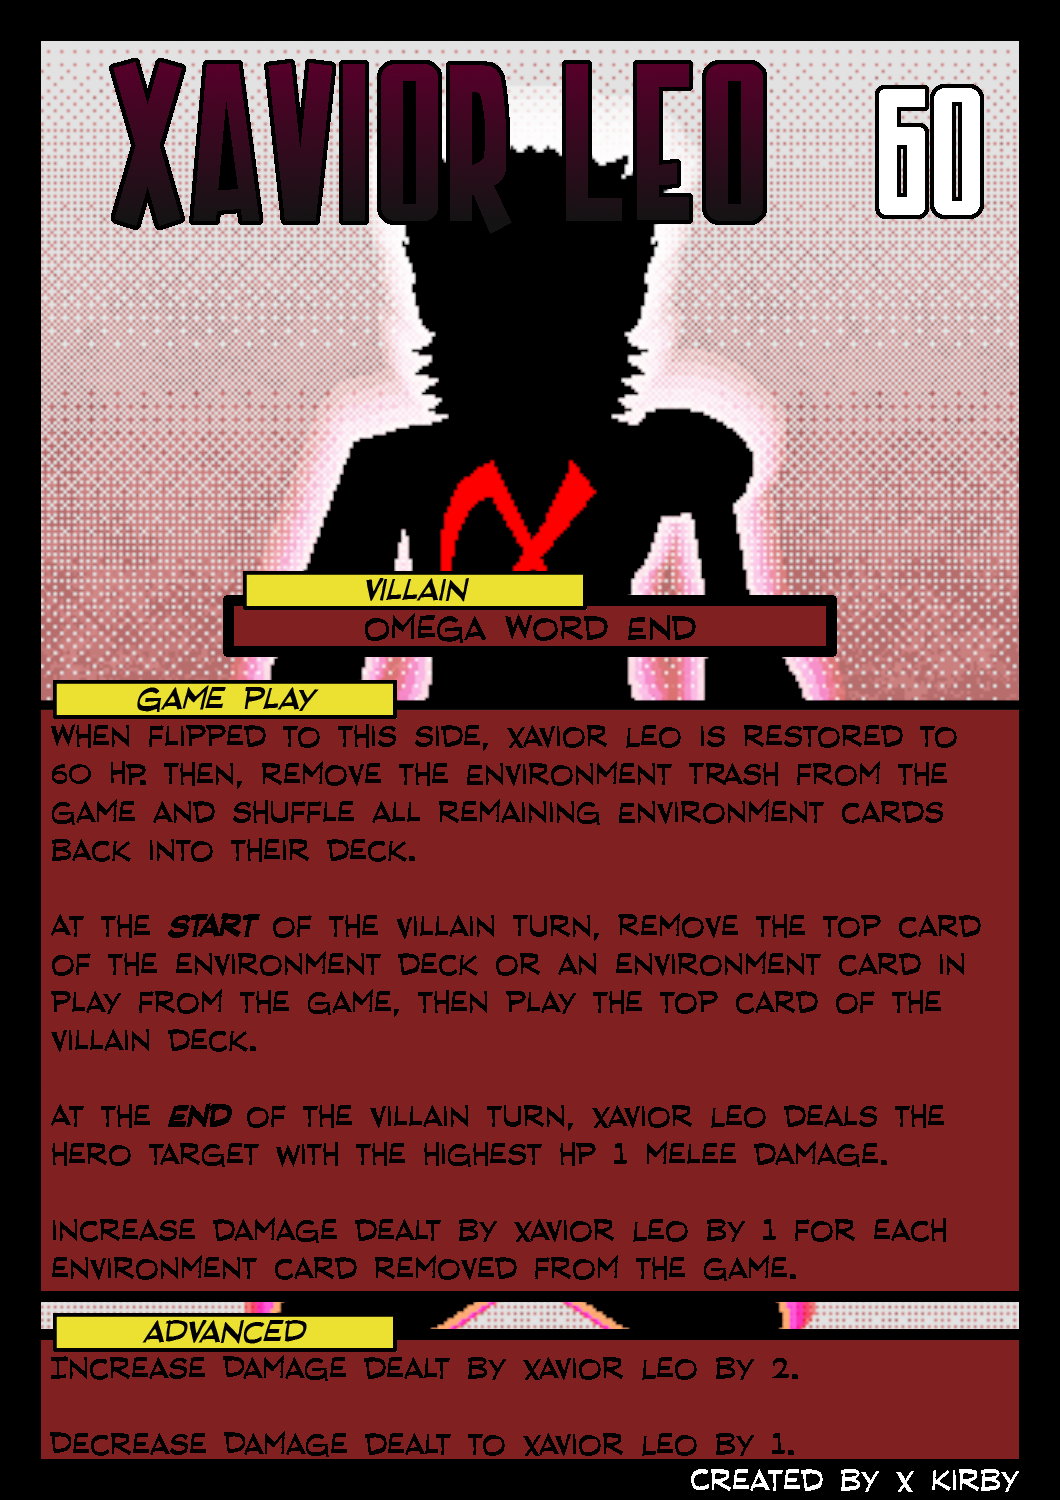 XAVIOR LEO
60
VILLAIN
OMEGA WORD END
GAME PLAY
WHEN FLIPPED TO THIS SIDE, XAVIOR LEO IS RESTORED TO
60 HP. THEN, REMOVE THE ENVIRONMENT TRASH FROM THE
GAME AND SHUFFLE ALL REMAINING ENVIRONMENT CARDS
BACK INTO THEIR DECK.
AT THE START OF THE VILLAIN TURN, REMOVE THE TOP CARD
OF THE ENVIRONMENT DECK OR AN ENVIRONMENT CARD IN
PLAY FROM THE GAME, THEN PLAY THE TOP CARD OF THE
VILLAIN DECK.
AT THE END OF THE VILLAIN TURN, XAVIOR LEO DEALS THE
HERO TARGET WITH THE HIGHEST HP 1 MELEE DAMAGE.
INCREASE DAMAGE DEALT BY XAVIOR LEO BY 1 FOR EACH
ENVIRONMENT CARD REMOVED FROM THE GAME.
ADVANCED
INCREASE DAMAGE DEALT BY XAVIOR LEO BY 2.
DECREASE DAMAGE DEALT TO XAVIOR LEO BY 1.
CREATED BY X KIRBY